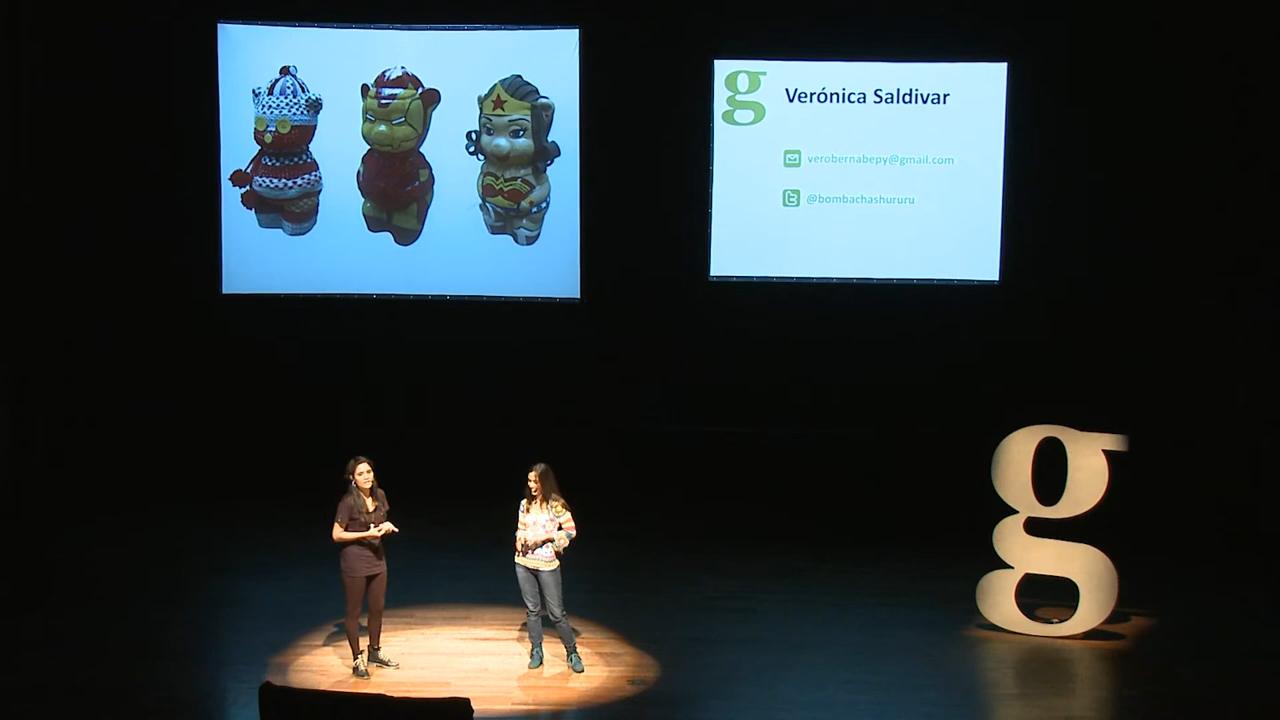 g
Verónica Saldivar
verobernabepy@gmail.com
@bombachashururu
g